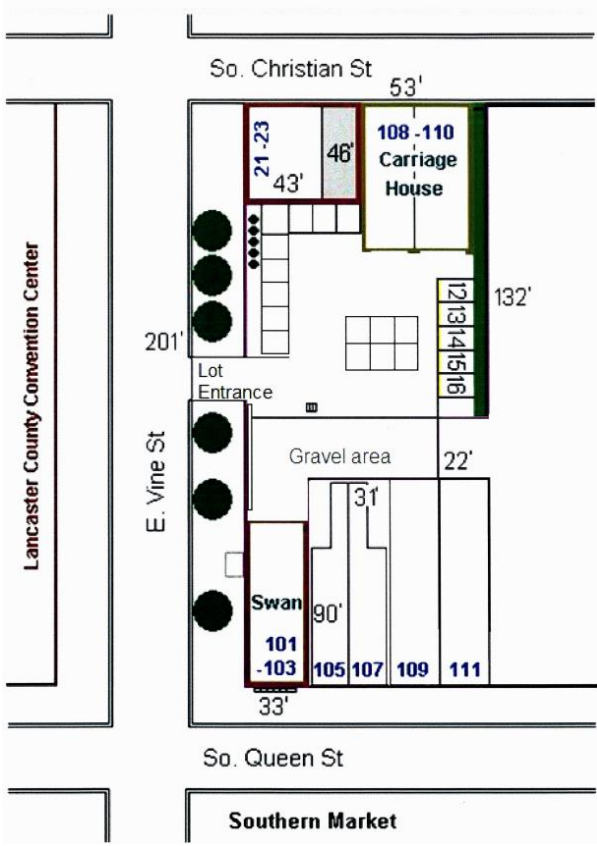 So. Christian St
53'
21 -23
43'
46'
108 -110
Carriage
House
Lancaster County Convention Center
12
13
14
15
16
132'
201'
Lot
Entrance
E. Vine St
Gravel area
22'
31'
Swan
90'
101
-103
105
107
109
111
33'
So. Queen St
Southern Market